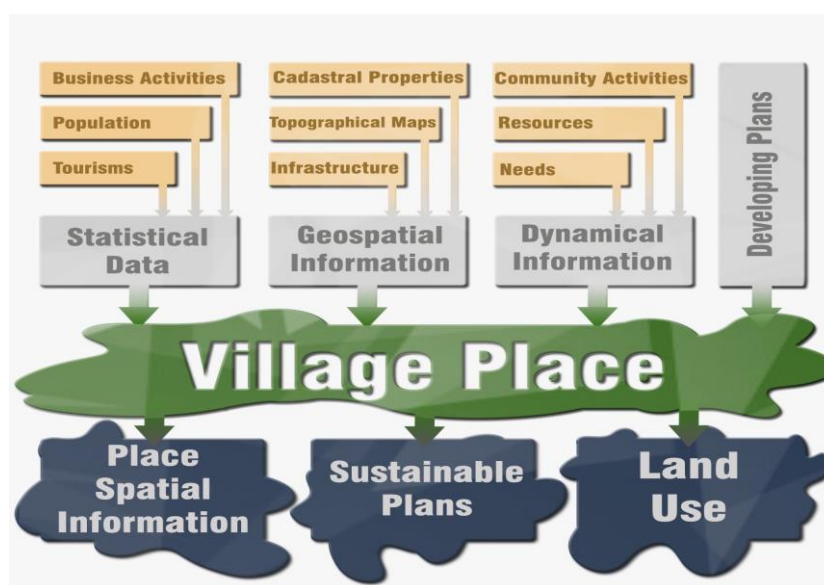 Business Activities
Population
Tourisms
Statistical
Data
Cadastral Properties
Topographical Maps
Infrastructure
Geospatial
Information
Community Activities
Resources
Needs
Dynamical
Information
Developing Plans
Village Place
Place
Spatial
Information
Sustainable
Plans
Land
Use